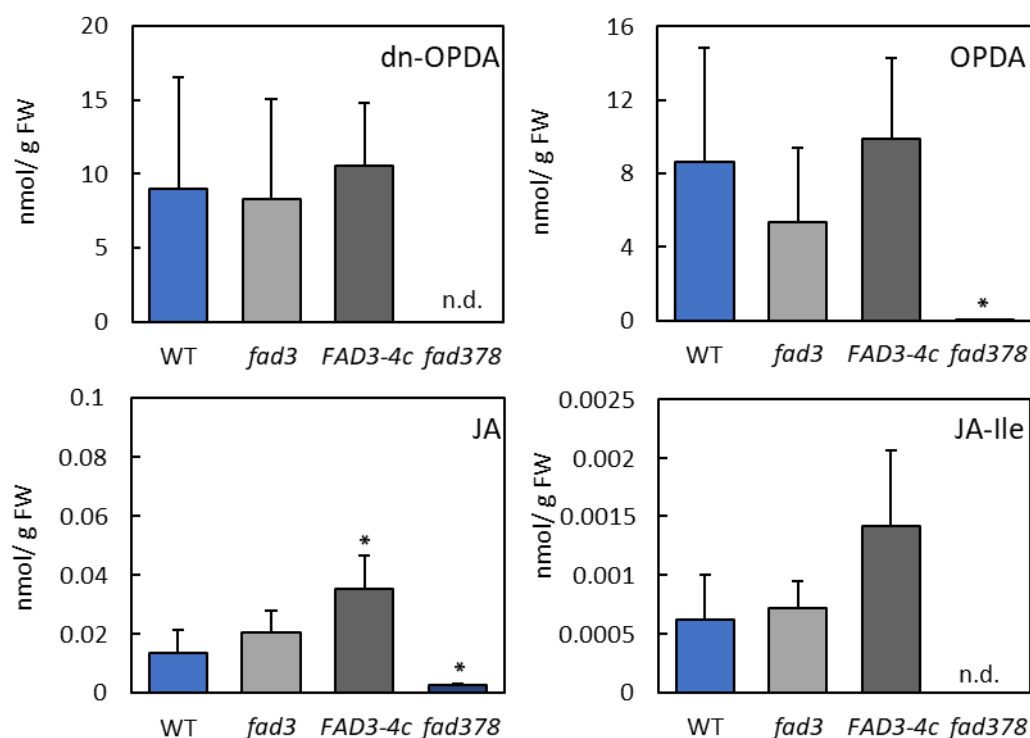 dn-OPDA
nmol/ g FW
20
15
10
5
0
n.d.
WT fad3 FAD3-4c fad378
OPDA
nmol/ g FW
16
12
8
4
0
*
WT fad3 FAD3-4c fad378
JA
nmol/ g FW
0.1
0.08
0.06
0.04
0.02
0
*
*
WT fad3 FAD3-4c fad378
JA-Ile
nmol/ g FW
0.0025
0.002
0.0015
0.001
0.0005
0
n.d.
WT fad3 FAD3-4c fad378